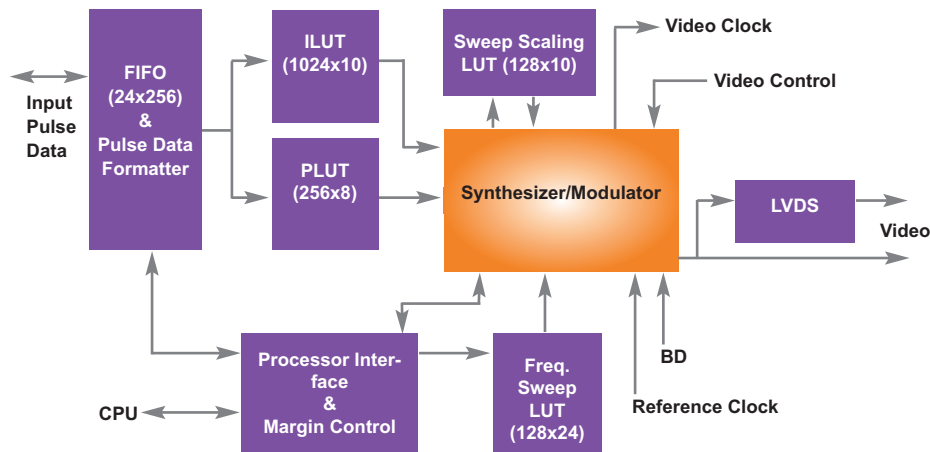 FIFO
(24x256)
&
Pulse Data
Formatter
Input
Pulse
Data
ILUT
(1024x10)
PLUT
(256x8)
Sweep Scaling
LUT (128x10)
Video Clock
Video Control
Synthesizer/Modulator
LVDS
Video
Processor Inter-
face
&
Margin Control
CPU
Freq.
Sweep
LUT
(128x24)
BD
Reference Clock